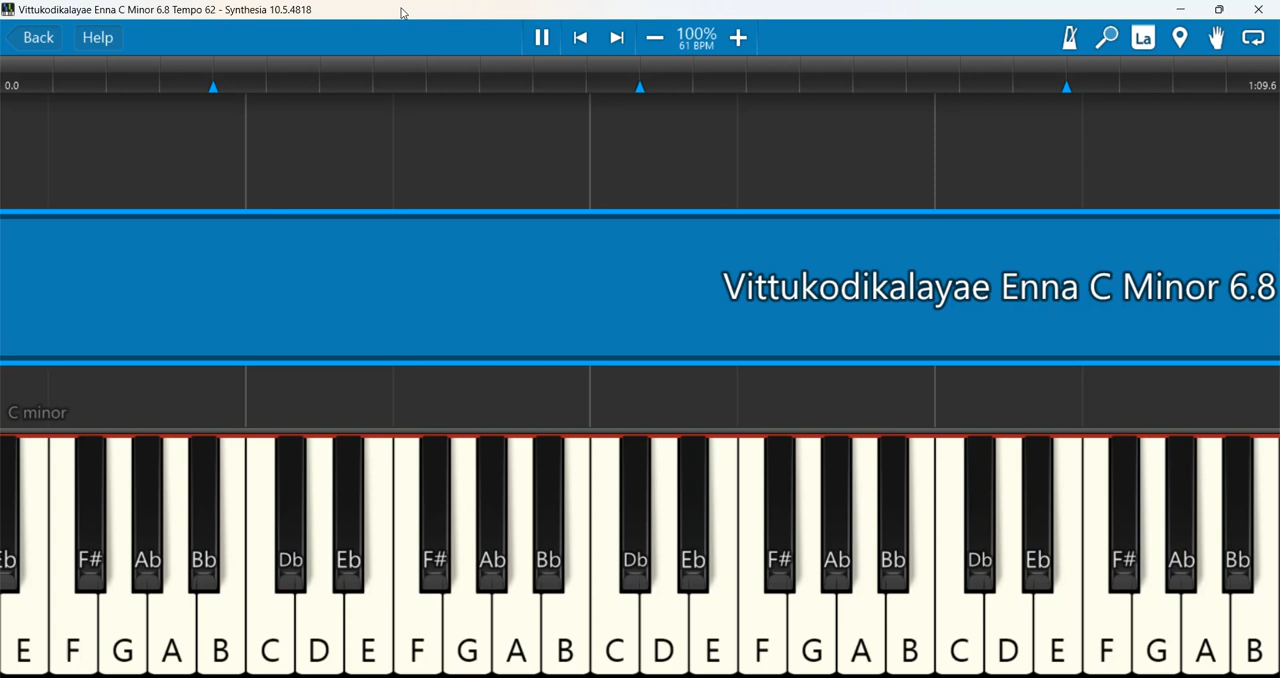 Vittukodikalayae Enna C Minor 6.8 Tempo 62 - Synthesia 10.5.4818
Back Help 100% La
61 BPM
0.0 1:09.6
Vittukodikalayae Enna C Minor 6.8
C minor
Eb F# Ab Bb Db Eb F# Ab Bb Db Eb F# Ab Bb Db Eb F# Ab Bb
E F G A B C D E F G A B C D E F G A B C D E F G A B